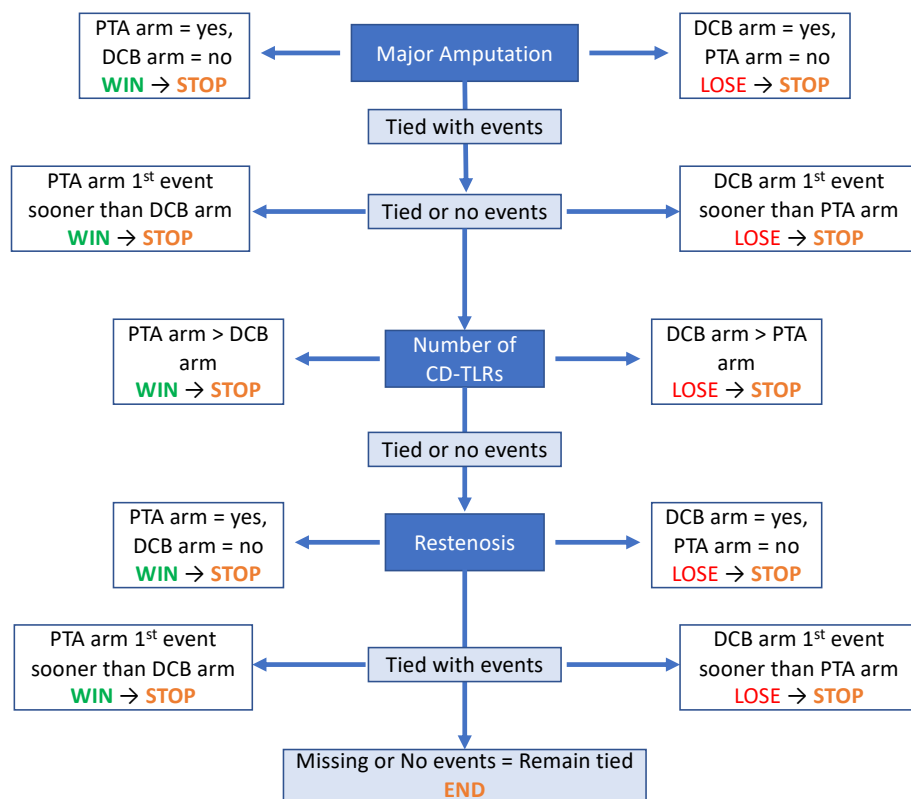 PTA arm = yes,
DCB arm = no
WIN → STOP
Major Amputation
DCB arm = yes,
PTA arm = no
LOSE → STOP
Tied with events
PTA arm 1st event
sooner than DCB arm
WIN → STOP
Tied or no events
DCB arm 1st event
sooner than PTA arm
LOSE → STOP
PTA arm > DCB
arm
WIN → STOP
Number of
CD-TLRs
DCB arm > PTA
arm
LOSE → STOP
Tied or no events
PTA arm = yes,
DCB arm = no
WIN → STOP
Restenosis
DCB arm = yes,
PTA arm = no
LOSE → STOP
PTA arm 1st event
sooner than DCB arm
WIN → STOP
Tied with events
DCB arm 1st event
sooner than PTA arm
LOSE → STOP
Missing or No events = Remain tied
END